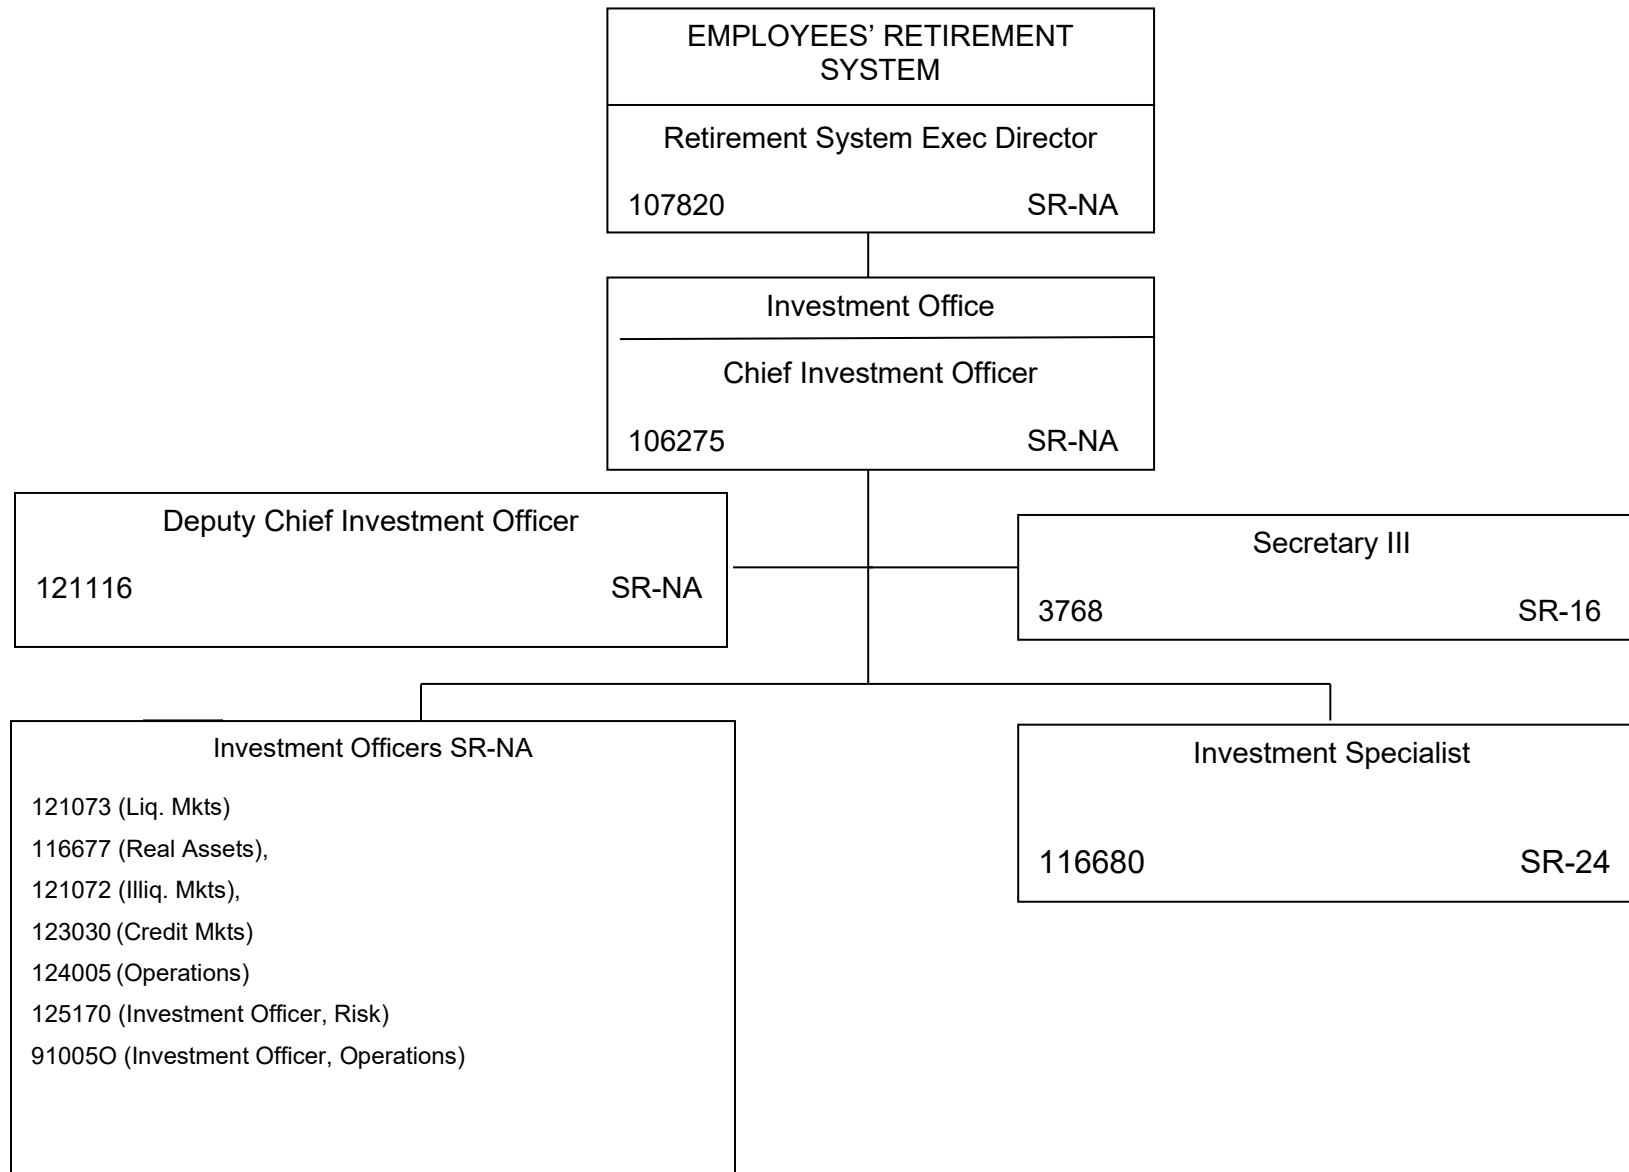 EMPLOYEES’ RETIREMENT
SYSTEM
Retirement System Exec Director
107820 SR-NA
Investment Office
Chief Investment Officer
106275 SR-NA
Deputy Chief Investment Officer
121116 SR-NA
Secretary III
3768 SR-16
Investment Officers SR-NA
121073 (Liq. Mkts)
116677 (Real Assets),
121072 (Illiq. Mkts),
123030 (Credit Mkts)
124005 (Operations)
125170 (Investment Officer, Risk)
91005O (Investment Officer, Operations)
Investment Specialist
116680 SR-24